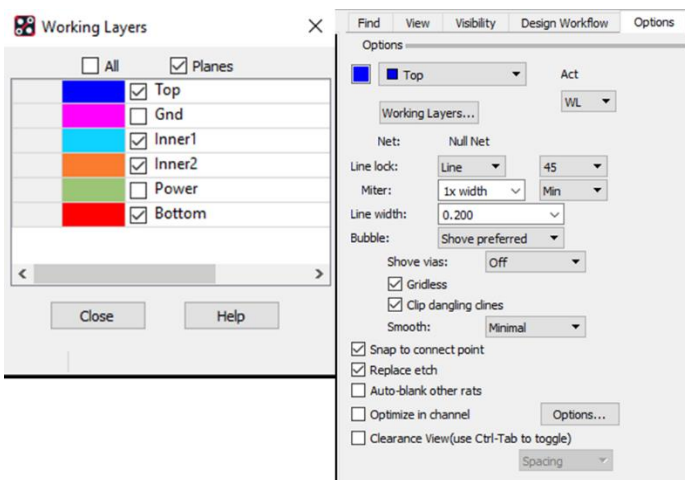 Working Layers
All Planes
Top
Gnd
Inner1
Inner2
Power
Bottom
Close Help
Find View Visibility Design Workflow Options
Options
Top Act
WL
Working Layers...
Net: Null Net
Line lock: Line 45
Miter: 1x width Min
Line width: 0.200
Bubble: Shove preferred
Shove vias: Off
Gridless
Clip dangling clines
Smooth: Minimal
Snap to connect point
Replace etch
Auto-blank other rats
Optimize in channel Options...
Clearance View(use Ctrl-Tab to toggle)
Spacing